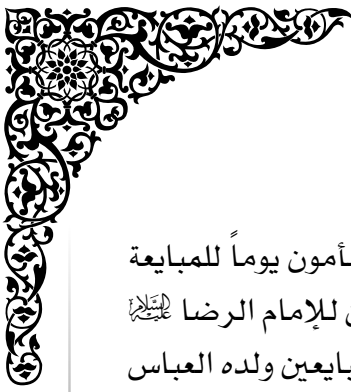 أمون يوماً للمبايعة
للإمام الرضا عليه السلام
بايعين ولده العباس